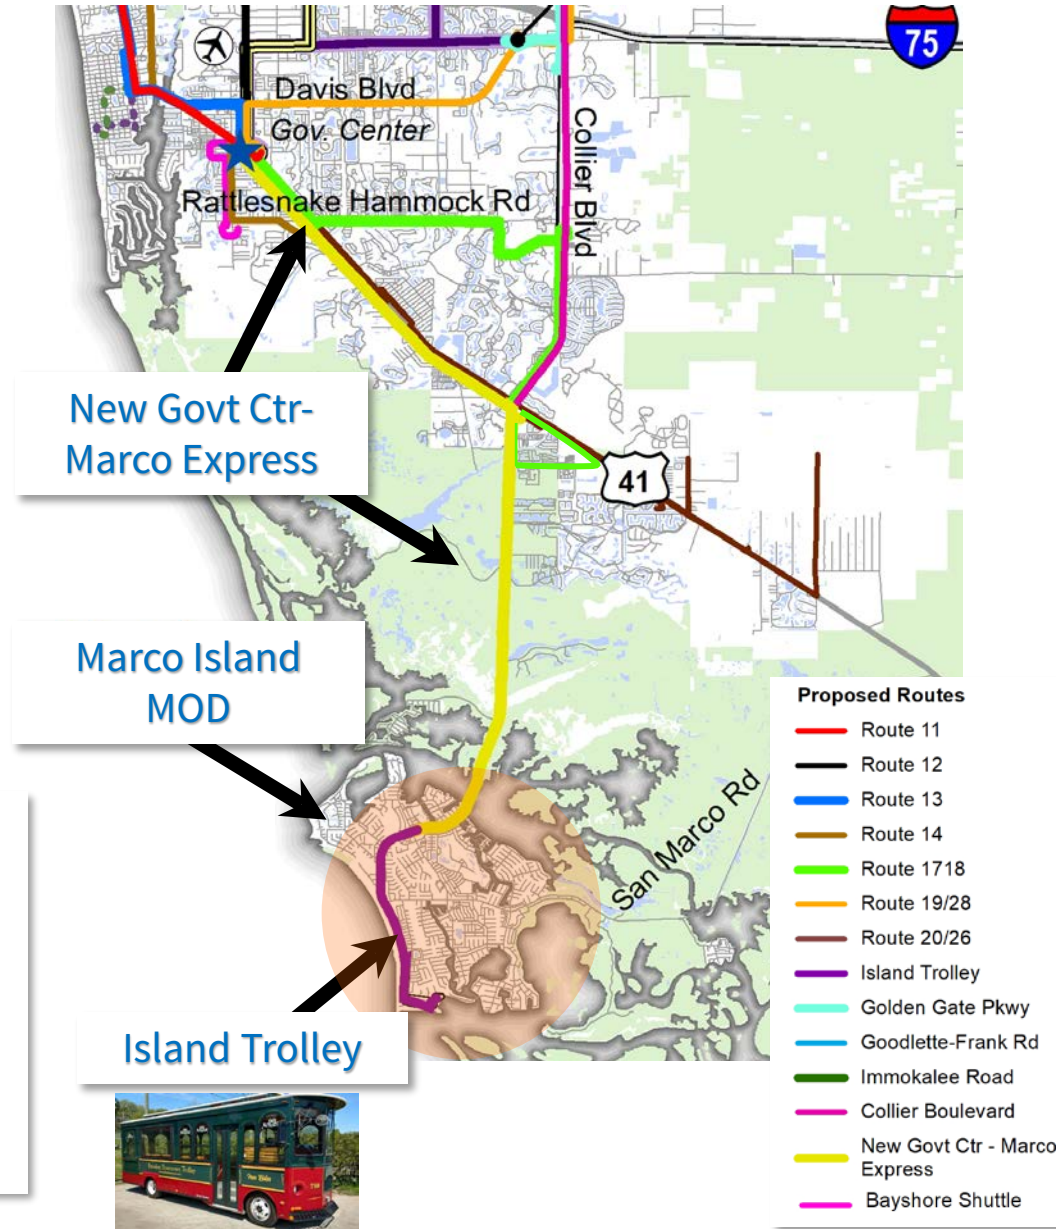 75
Davis Blvd
Gov. Center
Collier Blvd
Rattlesnake Hammock Rd
New Govt Ctr-
Marco Express
41
Marco Island
MOD
San Marco Rd
Island Trolley
Proposed Routes
Route 11
Route 12
Route 13
Route 14
Route 1718
Route 19/28
Route 20/26
Island Trolley
Golden Gate Pkwy
Goodlette-Frank Rd
Immokalee Road
Collier Boulevard
New Govt Ctr - Marco
Express
Bayshore Shuttle